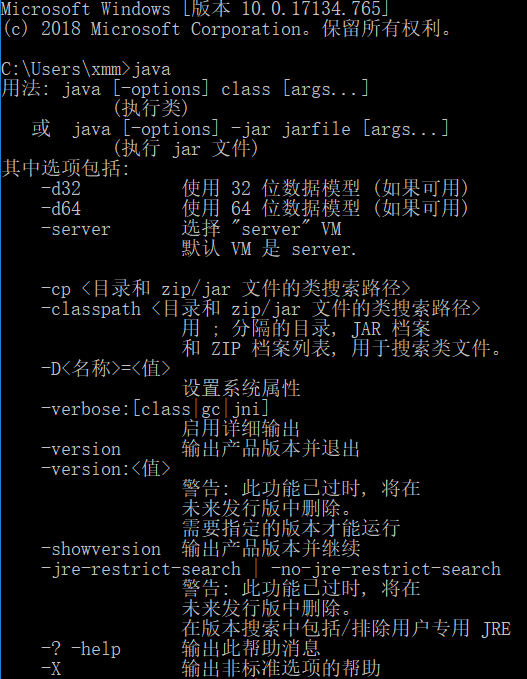 Microsoft Windows [版本 10.0.17134.765]
(c) 2018 Microsoft Corporation。保留所有权利。
C:\Users\xmm>java
用法: java [-options] class [args...]
(执行类)
或  java [-options] -jar jarfile [args...]
(执行 jar 文件)
其中选项包括:
-d32 使用 32 位数据模型 (如果可用)
-d64 使用 64 位数据模型 (如果可用)
-server 选择 "server" VM
默认 VM 是 server.
-cp <目录和 zip/jar 文件的类搜索路径>
-classpath <目录和 zip/jar 文件的类搜索路径>
用 ; 分隔的目录, JAR 档案
和 ZIP 档案列表, 用于搜索类文件。
-D<名称>=<值>
设置系统属性
-verbose:[class|gc|jni]
启用详细输出
-version 输出产品版本并退出
-version:<值>
警告: 此功能已过时, 将在
未来发行版中删除。
需要指定的版本才能运行
-showversion 输出产品版本并继续
-jre-restrict-search | -no-jre-restrict-search
警告: 此功能已过时, 将在
未来发行版中删除。
在版本搜索中包括/排除用户专用 JRE
-? -help 输出此帮助消息
-X 输出非标准选项的帮助